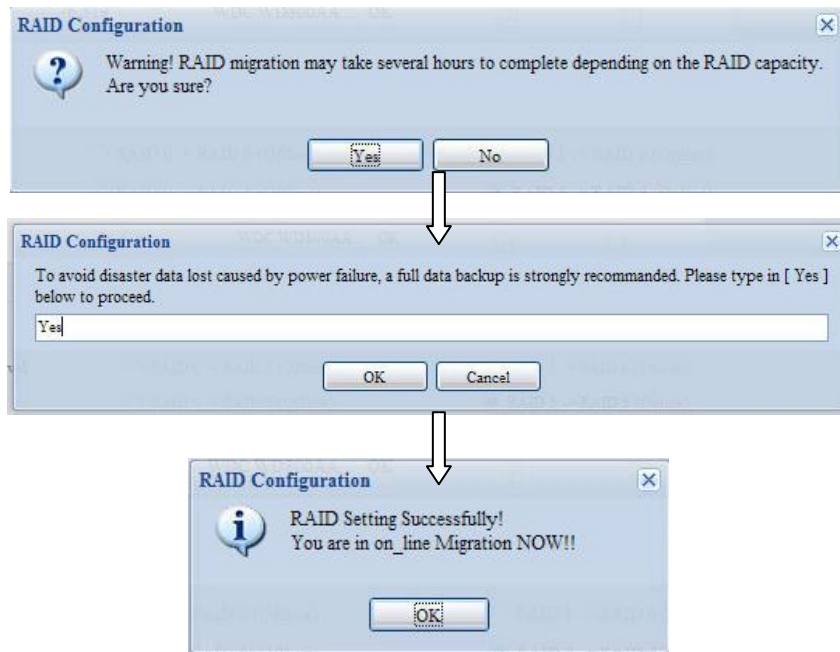 RAID Configuration
Warning! RAID migration may take several hours to complete depending on the RAID capacity.
Are you sure?
Yes
No
RAID Configuration
To avoid disaster data lost caused by power failure, a full data backup is strongly recommanded. Please type in [ Yes ]
below to proceed.
Yes
OK
Cancel
RAID Configuration
RAID Setting Successfully!
You are in on_line Migration NOW!!
OK